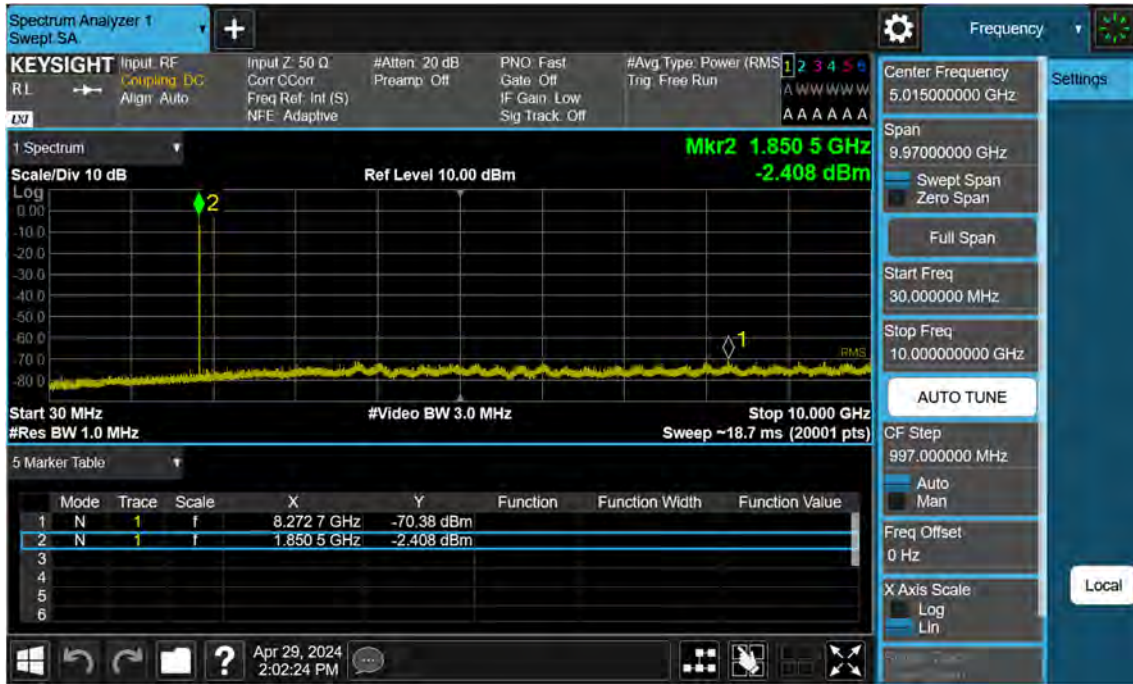 Spectrum Analyzer 1
Swept SA
Frequency
KEYSIGHT
RL
LXI
Input: RF
Coupling: DC
Align: Auto
Input Z: 50 Ω
Corr CCorr
Freq Ref: Int (S)
NFE: Adaptive
#Atten: 20 dB
Preamp: Off
PNO: Fast
Gate: Off
IF Gain: Low
Sig Track: Off
#Avg Type: Power (RMS
Trig: Free Run
1 2 3 4 5 6
A W W W W W
A A A A A A
1 Spectrum
Scale/Div 10 dB
Ref Level 10.00 dBm
Mkr2 1.850 5 GHz
-2.408 dBm
Log
0.00
-10.0
-20.0
-30.0
-40.0
-50.0
-60.0
-70.0
-80.0
2
1
RMS
Start 30 MHz
#Video BW 3.0 MHz
Stop 10.000 GHz
#Res BW 1.0 MHz
Sweep ~18.7 ms (20001 pts)
5 Marker Table
Mode Trace Scale X Y Function Function Width Function Value
1 N 1 f 8.272 7 GHz -70.38 dBm
2 N 1 f 1.850 5 GHz -2.408 dBm
3
4
5
6
Apr 29, 2024
2:02:24 PM
Center Frequency
5.015000000 GHz
Span
9.97000000 GHz
Swept Span
Zero Span
Full Span
Start Freq
30.000000 MHz
Stop Freq
10.000000000 GHz
AUTO TUNE
CF Step
997.000000 MHz
Auto
Man
Freq Offset
0 Hz
X Axis Scale
Log
Lin
Settings
Local